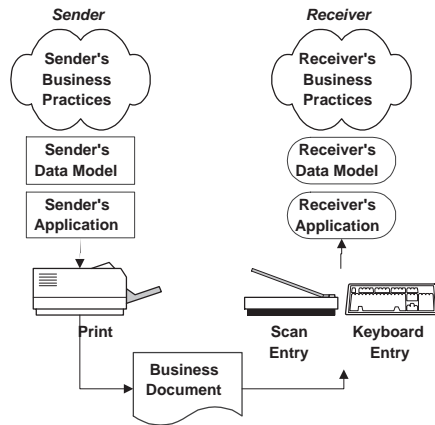 Sender
Receiver
Sender's
Business
Practices
Receiver's
Business
Practices
Sender's
Data Model
Receiver's
Data Model
Sender's
Application
Receiver's
Application
Print
Scan
Entry
Keyboard
Entry
Business
Document